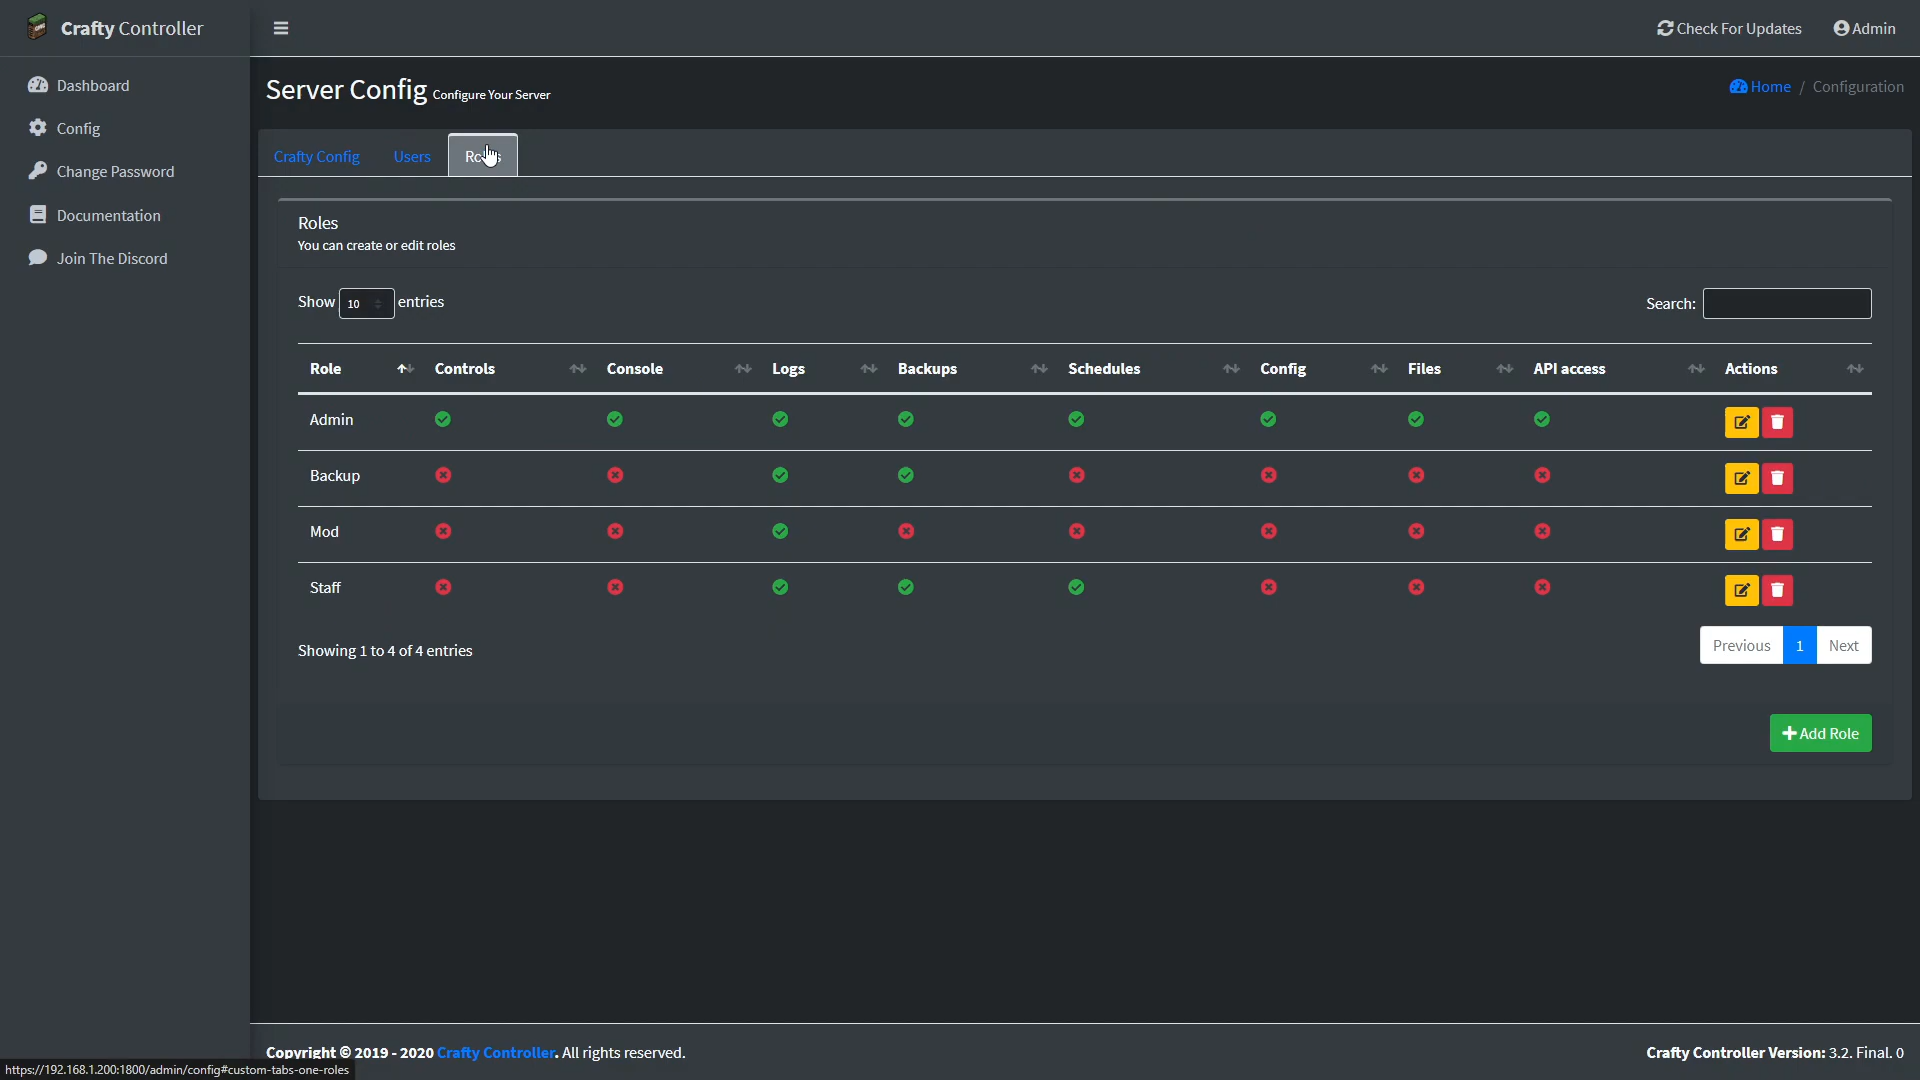 Crafty Controller
Check For Updates
Admin
Dashboard
Config
Change Password
Documentation
Join The Discord
Server Config Configure Your Server
Home / Configuration
Crafty Config
Users
Roles
You can create or edit roles
Show 10 entries
Search:
Role Controls Console Logs Backups Schedules Config Files API access Actions
Admin
Backup
Mod
Staff
Showing 1 to 4 of 4 entries
Previous 1 Next
+ Add Role
Copyright © 2019 - 2020 Crafty Controller. All rights reserved.
Crafty Controller Version: 3.2. Final. 0
https://192.168.1.200:1800/admin/config#custom-tabs-one-roles